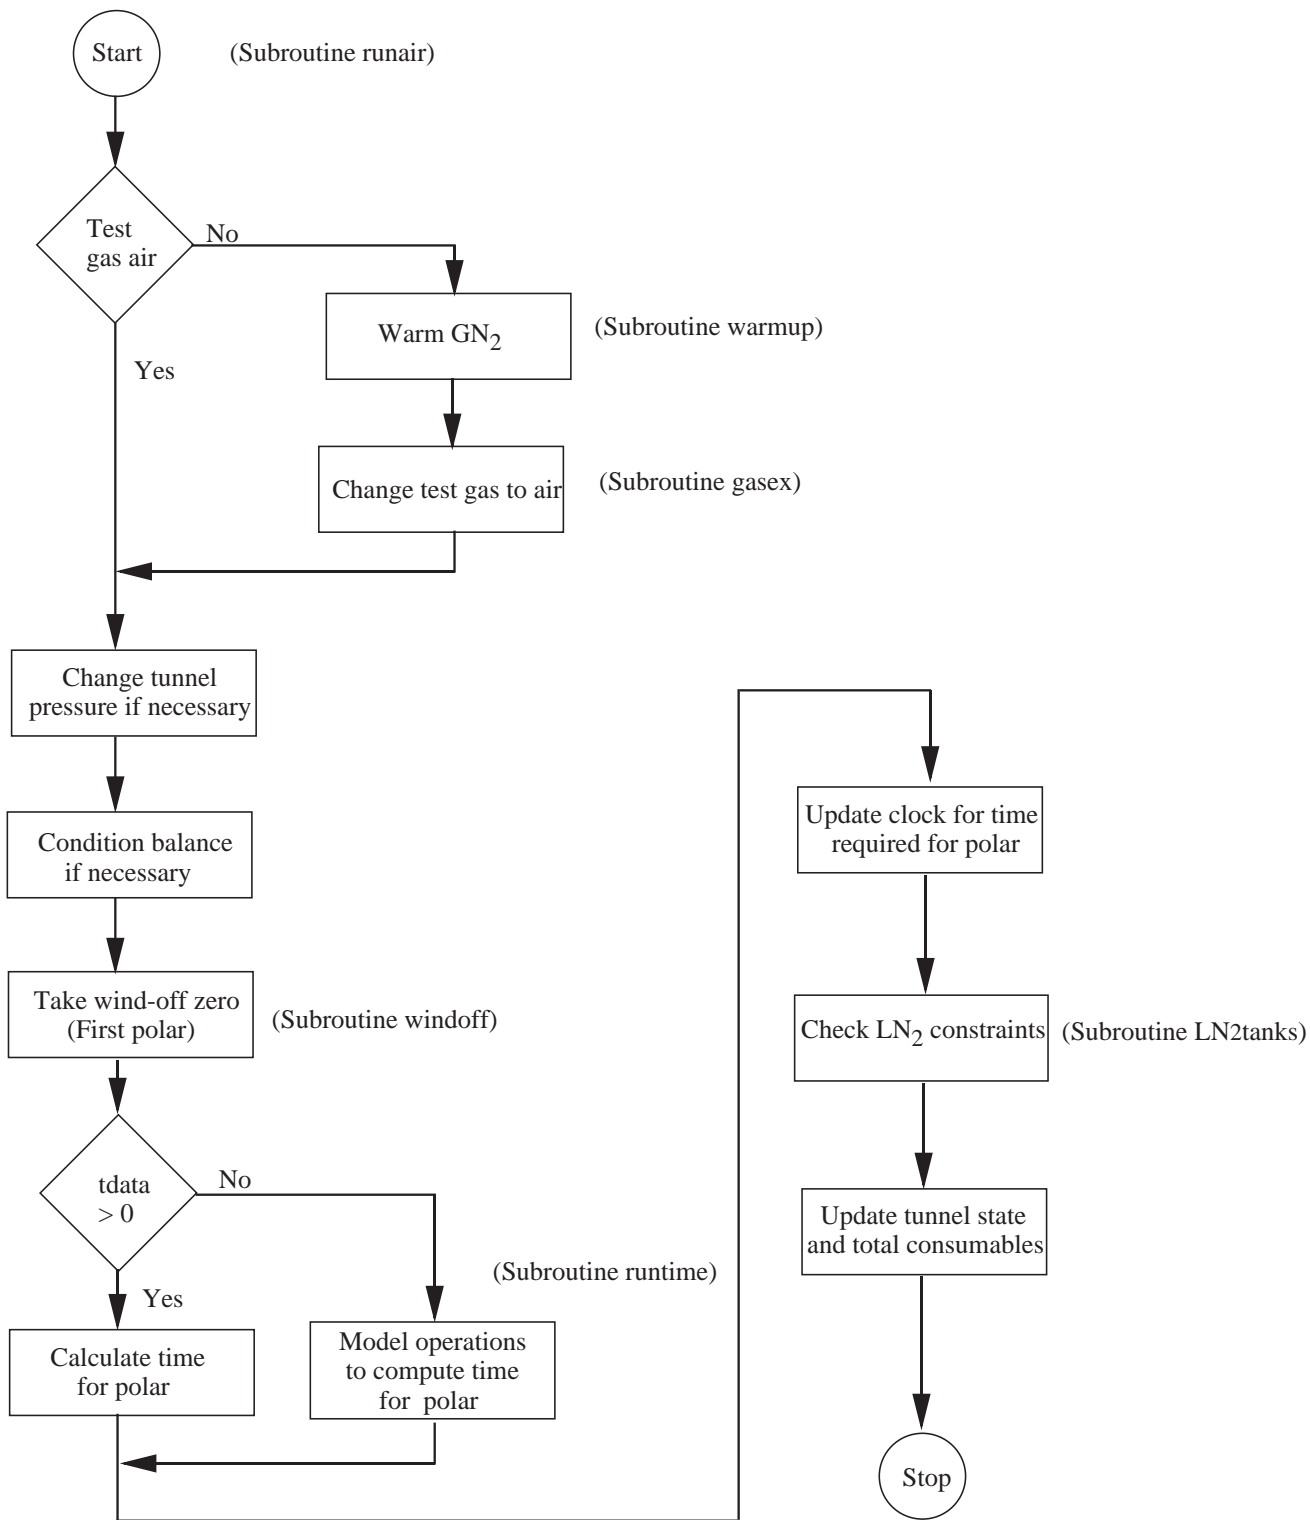 Start
(Subroutine runair)
Test
gas air
No
Yes
Warm GN2
(Subroutine warmup)
Change test gas to air
(Subroutine gasex)
Change tunnel
pressure if necessary
Condition balance
if necessary
Take wind-off zero
(First polar)
(Subroutine windoff)
tdata
> 0
No
Yes
(Subroutine runtime)
Calculate time
for polar
Model operations
to compute time
for polar
Update clock for time
required for polar
Check LN2 constraints
(Subroutine LN2tanks)
Update tunnel state
and total consumables
Stop